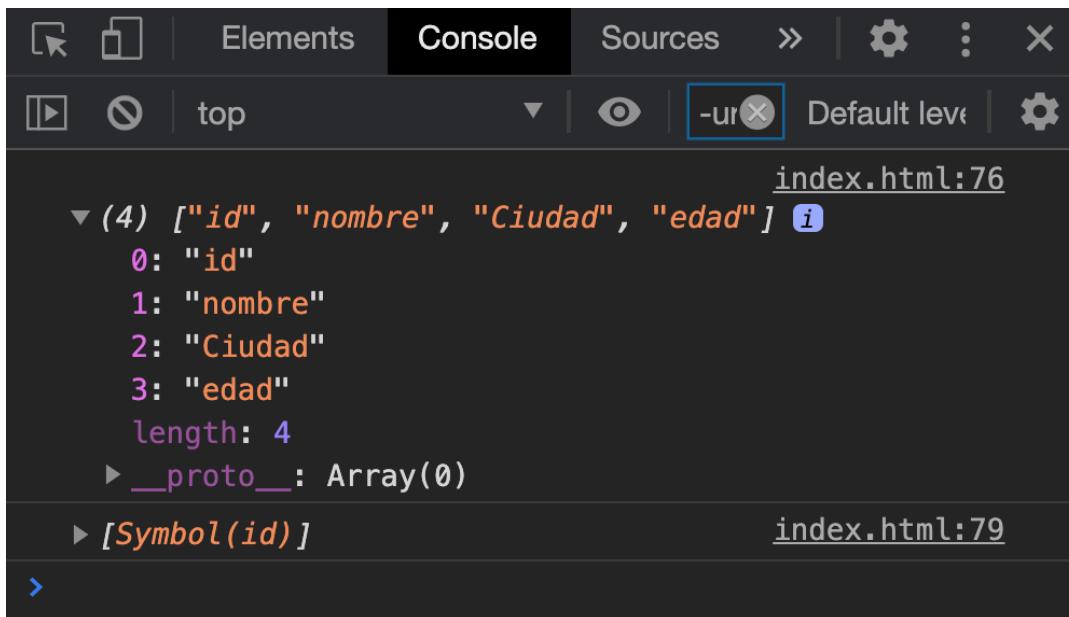 Elements Console Sources
top -ur Default leve
index.html:76
(4) ["id", "nombre", "Ciudad", "edad"] i
0: "id"
1: "nombre"
2: "Ciudad"
3: "edad"
length: 4
__proto__: Array(0)
[Symbol(id)] index.html:79